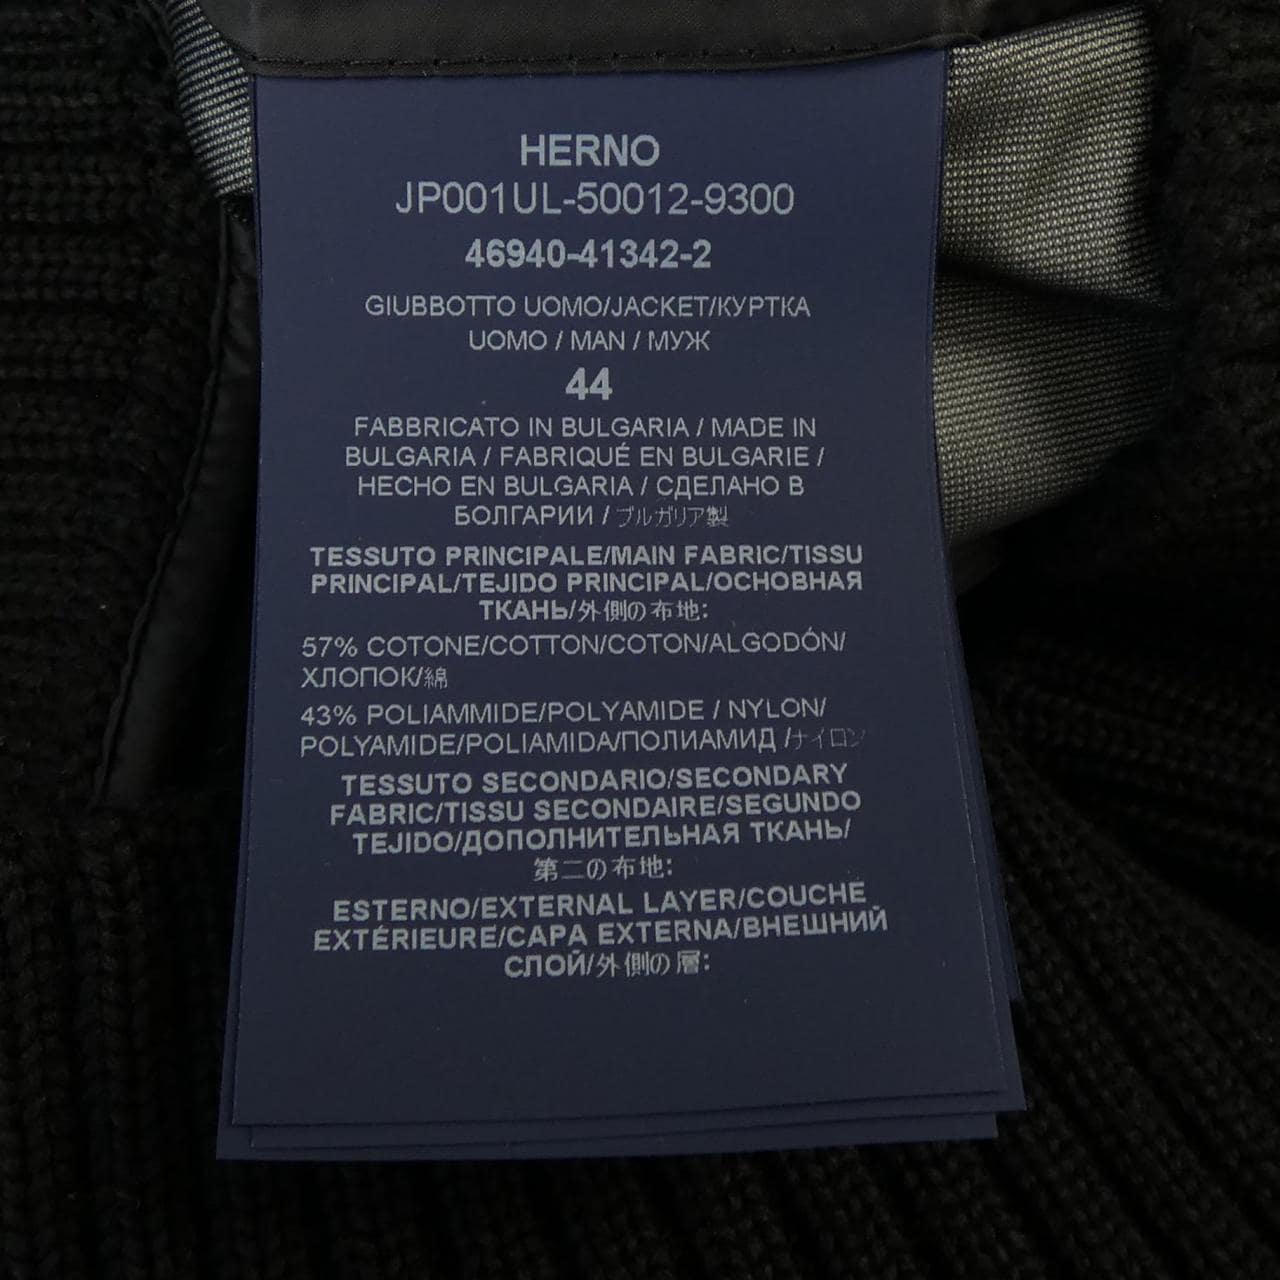 HERNO
JP001UL-50012-9300
46940-41342-2
GIUBBOTTO UOMO/JACKET/КУРТКА
UOMO / MAN / МУЖ
44
FABBRICATO IN BULGARIA / MADE IN
BULGARIA / FABRIQUÉ EN BULGARIE /
HECHO EN BULGARIA / СДЕЛАНО В
БОЛГАРИИ / ブルガリア製
TESSUTO PRINCIPALE/MAIN FABRIC/TISSU
PRINCIPAL/TEJIDO PRINCIPAL/ОСНОВНАЯ
ТКАНЬ/外側の布地:
57% COTONE/COTTON/COTON/ALGODÓN/
ХЛОПОК/綿
43% POLIAMMIDE/POLYAMIDE / NYLON/
POLYAMIDE/POLIAMIDA/ПОЛИАМИД /ナイロン
TESSUTO SECONDARIO/SECONDARY
FABRIC/TISSU SECONDAIRE/SEGUNDO
TEJIDO/ДОПОЛНИТЕЛЬНАЯ ТКАНЬ/
第二の布地:
ESTERNO/EXTERNAL LAYER/COUCHE
EXTÉRIEURE/CAPA EXTERNA/ВНЕШНИЙ
СЛОЙ/外側の層: